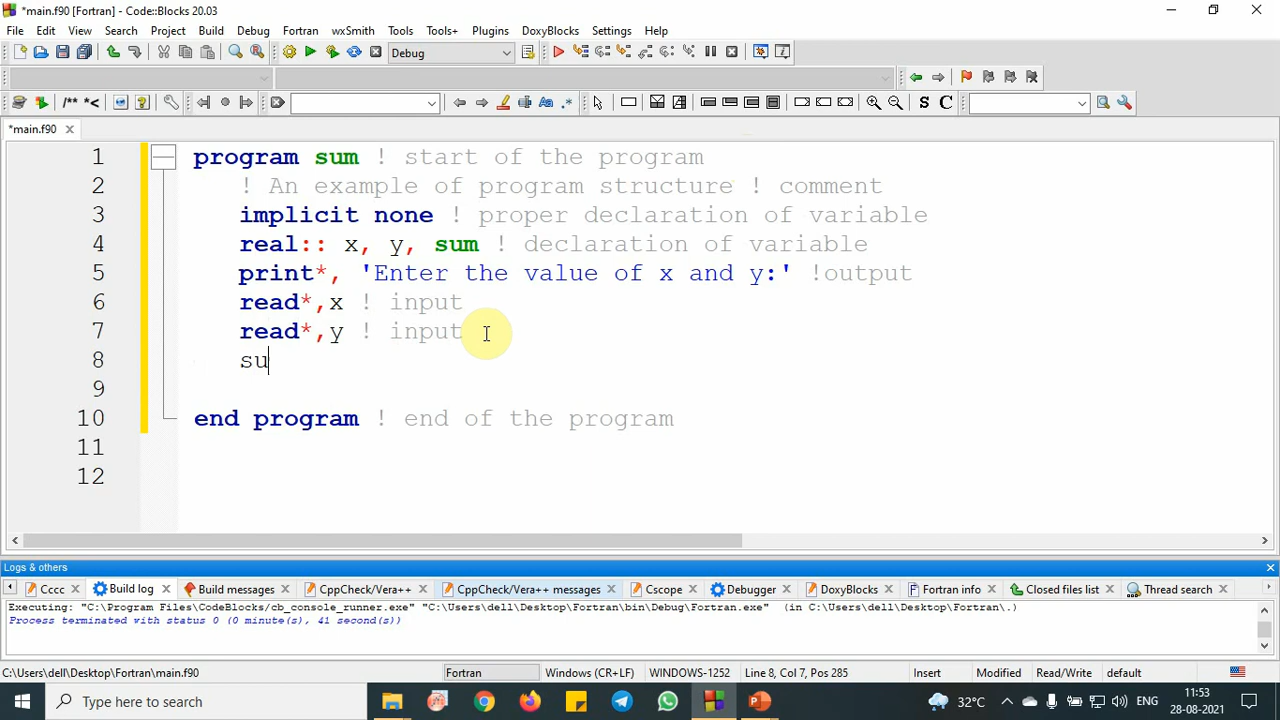 *main.f90 [Fortran] - Code::Blocks 20.03
File Edit View Search Project Build Debug Fortran wxSmith Tools Tools+ Plugins DoxyBlocks Settings Help
Debug
/** *<
S C
*main.f90
1 program sum ! start of the program
2 ! An example of program structure ! comment
3 implicit none ! proper declaration of variable
4 real:: x, y, sum ! declaration of variable
5 print*, 'Enter the value of x and y:' !output
6 read*,x ! input
7 read*,y ! input
8 su
9
10 end program ! end of the program
11
12
Logs & others
Cccc Build log Build messages CppCheck/Vera++ CppCheck/Vera++ messages Cscope Debugger DoxyBlocks Fortran info Closed files list Thread search
Executing: "C:\Program Files\CodeBlocks/cb_console_runner.exe" "C:\Users\dell\Desktop\Fortran\bin\Debug\Fortran.exe" (in C:\Users\dell\Desktop\Fortran\.)
Process terminated with status 0 (0 minute(s), 41 second(s))
C:\Users\dell\Desktop\Fortran\main.f90 Fortran Windows (CR+LF) WINDOWS-1252 Line 8, Col 7, Pos 285 Insert Modified Read/Write default
Type here to search 32°C ENG 11:53
28-08-2021